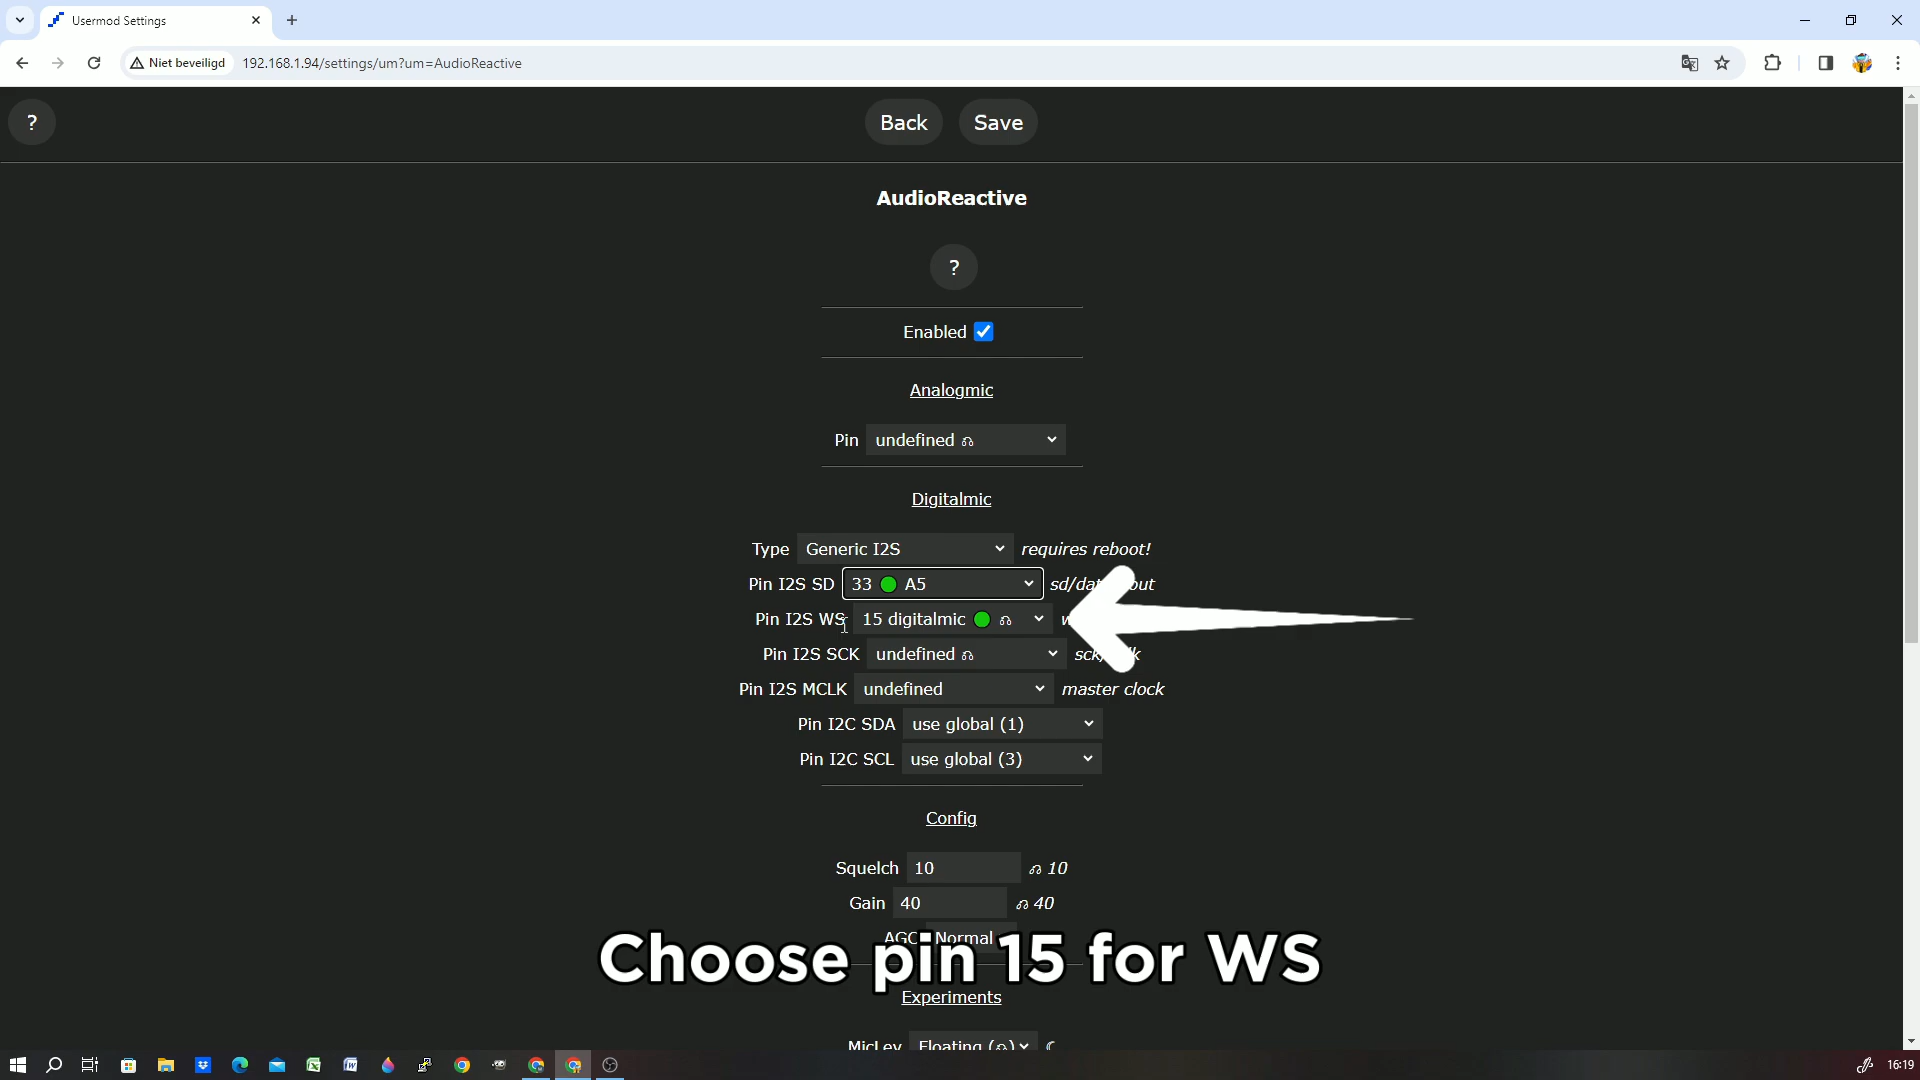 Usermod Settings
Niet beveiligd 192.168.1.94/settings/um?um=AudioReactive
? Back Save
AudioReactive
?
Enabled
Analogmic
Pin undefined
Digitalmic
Type Generic I2S requires reboot!
Pin I2S SD 33 A5 sd/dat out
Pin I2S WS 15 digitalmic
Pin I2S SCK undefined
Pin I2S MCLK undefined master clock
Pin I2C SDA use global (1)
Pin I2C SCL use global (3)
Config
Squelch 10 10
Gain 40 40
AGC Normal
Choose pin 15 for WS
Experiments
MicLev Floating
16:19